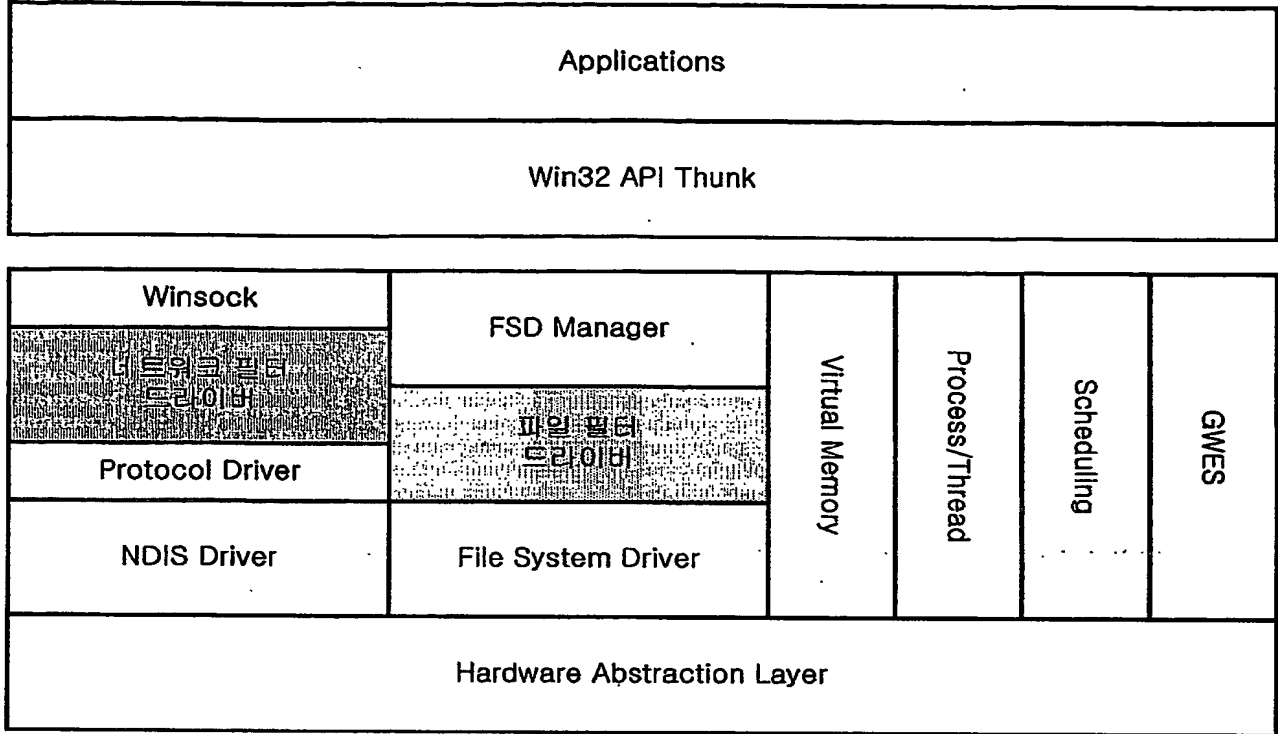 Applications
Win32 API Thunk
Winsock
네트워크 필터
드라이버
Protocol Driver
NDIS Driver
FSD Manager
파일 필터
드라이버
File System Driver
Virtual Memory
Process/Thread
Scheduling
GWES
Hardware Abstraction Layer